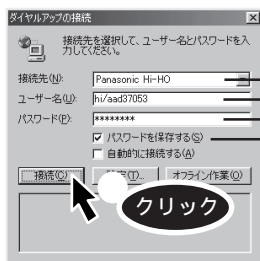 ダイヤルアップの接続
接続先を選択して、ユーザー名とパスワードを入
力してください。
接続先(N):
Panasonic Hi-HO
ユーザー名(U):
hi/aad37053
パスワード(P):
********
パスワードを保存する(S)
自動的に接続する(A)
接続(C) (T)... オフライン作業(O)
クリック